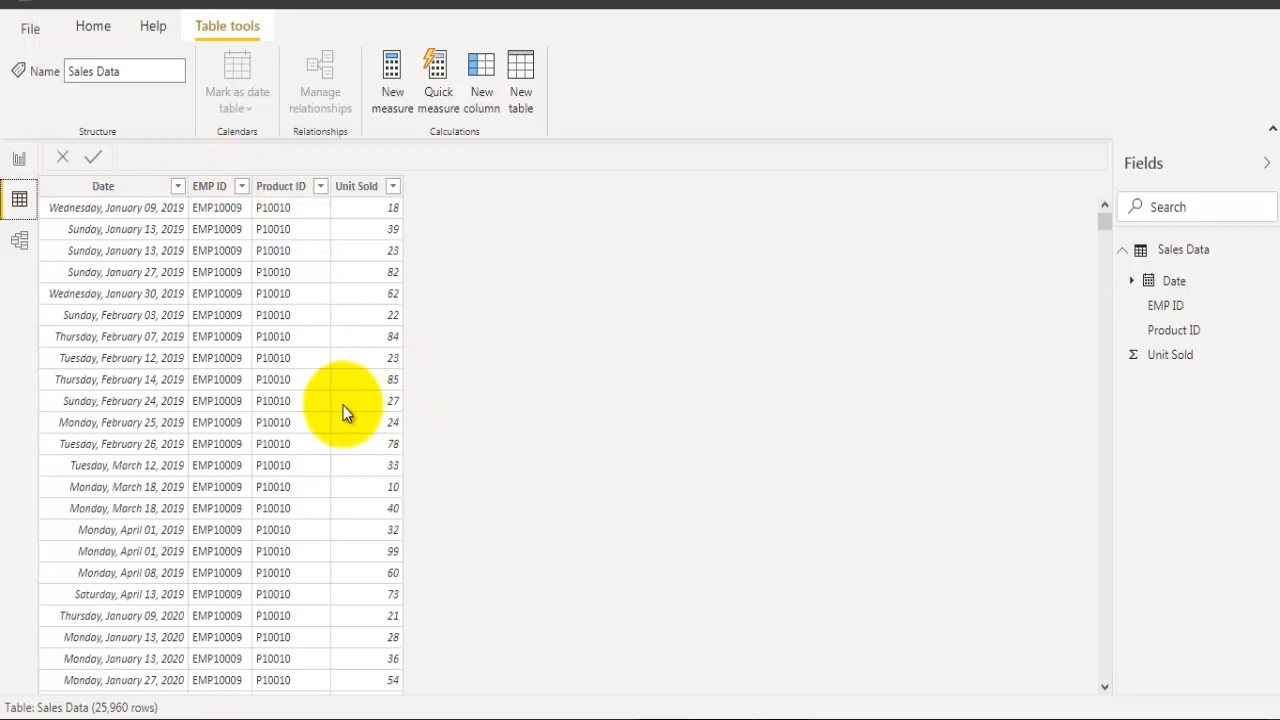 File
Home
Help
Table tools
Name
Sales Data
Mark as date
table
Manage
relationships
New
measure
Quick
measure
New
column
New
table
Structure
Calendars
Relationships
Calculations
Date EMP ID Product ID Unit Sold
Wednesday, January 09, 2019 EMP10009 P10010 18
Sunday, January 13, 2019 EMP10009 P10010 39
Sunday, January 13, 2019 EMP10009 P10010 23
Sunday, January 27, 2019 EMP10009 P10010 82
Wednesday, January 30, 2019 EMP10009 P10010 62
Sunday, February 03, 2019 EMP10009 P10010 22
Thursday, February 07, 2019 EMP10009 P10010 84
Tuesday, February 12, 2019 EMP10009 P10010 23
Thursday, February 14, 2019 EMP10009 P10010 85
Sunday, February 24, 2019 EMP10009 P10010 27
Monday, February 25, 2019 EMP10009 P10010 24
Tuesday, February 26, 2019 EMP10009 P10010 78
Tuesday, March 12, 2019 EMP10009 P10010 33
Monday, March 18, 2019 EMP10009 P10010 10
Monday, March 18, 2019 EMP10009 P10010 40
Monday, April 01, 2019 EMP10009 P10010 32
Monday, April 01, 2019 EMP10009 P10010 99
Monday, April 08, 2019 EMP10009 P10010 60
Saturday, April 13, 2019 EMP10009 P10010 73
Thursday, January 09, 2020 EMP10009 P10010 21
Monday, January 13, 2020 EMP10009 P10010 28
Monday, January 13, 2020 EMP10009 P10010 36
Monday, January 27, 2020 EMP10009 P10010 54
Fields
Search
Sales Data
Date
EMP ID
Product ID
Σ Unit Sold
Table: Sales Data (25,960 rows)